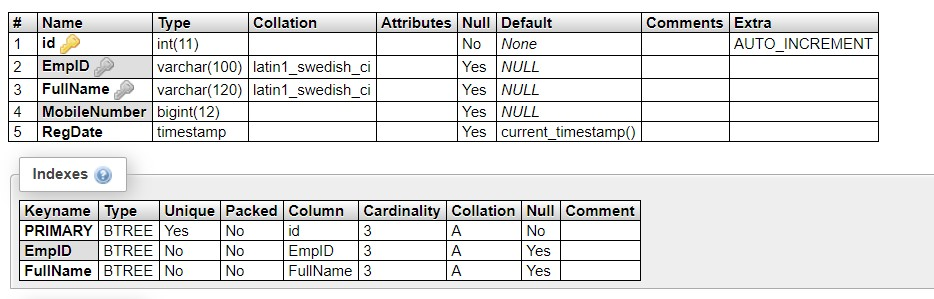 # Name Type Collation Attributes Null Default Comments Extra
1 id int(11) No None AUTO_INCREMENT
2 EmpID varchar(100) latin1_swedish_ci Yes NULL
3 FullName varchar(120) latin1_swedish_ci Yes NULL
4 MobileNumber bigint(12) Yes NULL
5 RegDate timestamp Yes current_timestamp()
Indexes ?
Keyname Type Unique Packed Column Cardinality Collation Null Comment
PRIMARY BTREE Yes No id 3 A No
EmpID BTREE No No EmpID 3 A Yes
FullName BTREE No No FullName 3 A Yes